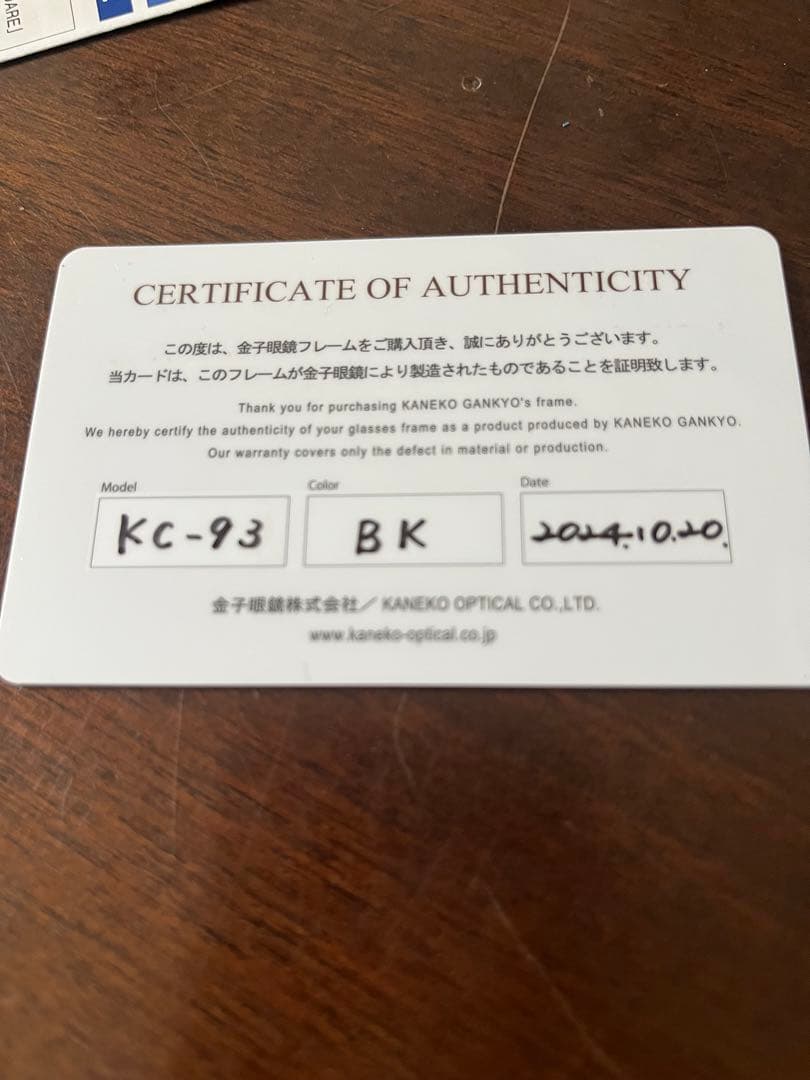 CERTIFICATE OF AUTHENTICITY
この度は、金子眼鏡フレームをご購入頂き、誠にありがとうございます。
当カードは、このフレームが金子眼鏡により製造されたものであることを証明致します。
Thank you for purchasing KANEKO GANKYO's frame.
We hereby certify the authenticity of your glasses frame as a product produced by KANEKO GANKYO.
Our warranty covers only the defect in material or production.
Model Color Date
KC-93 BK 2024.10.20.
金子眼鏡株式会社／KANEKO OPTICAL CO.,LTD.
www.kaneko-optical.co.jp